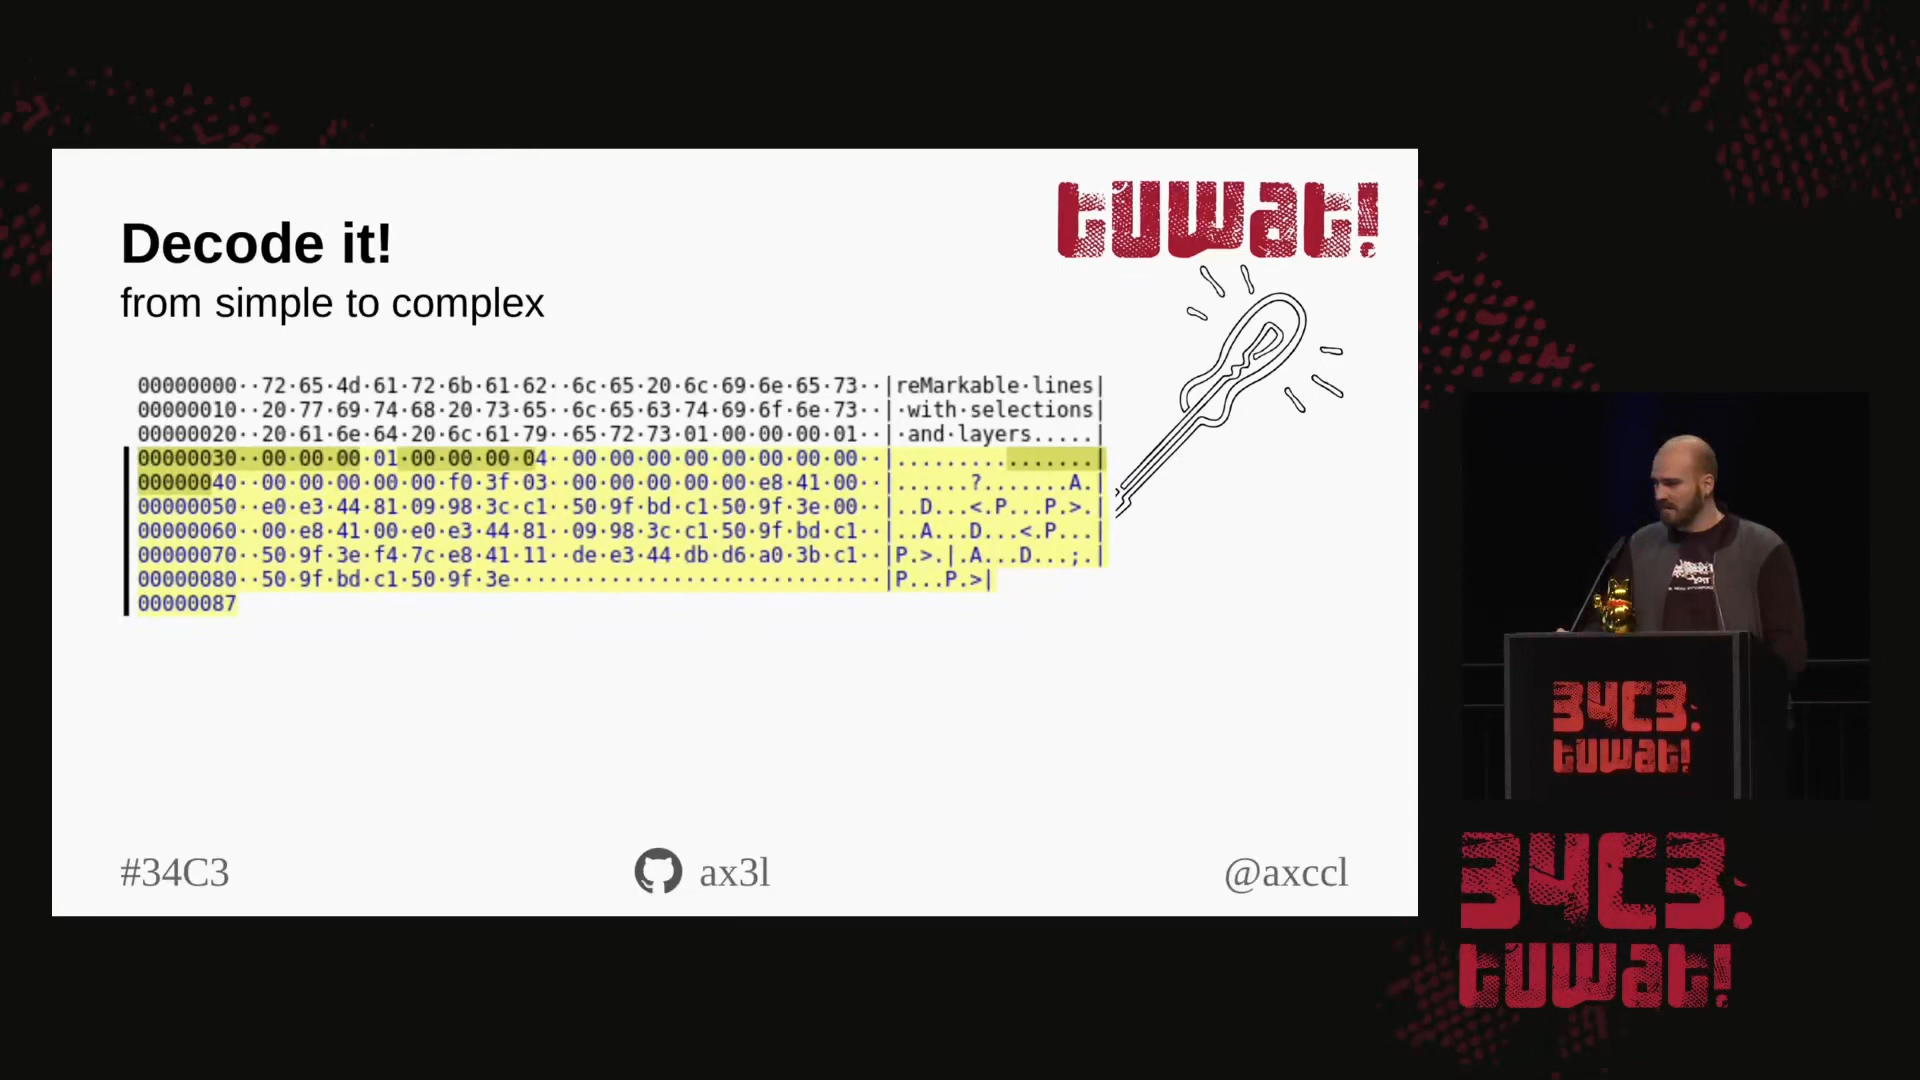 tuwat!
Decode it!
from simple to complex
00000000··72·65·4d·61·72·6b·61·62··6c·65·20·6c·69·6e·65·73··|reMarkable·lines|
00000010··20·77·69·74·68·20·73·65··6c·65·63·74·69·6f·6e·73··|·with·selections|
00000020··20·61·6e·64·20·6c·61·79··65·72·73·01·00·00·00·01··|·and·layers.....|
00000030··00·00·00·01·00·00·00·04··00·00·00·00·00·00·00·00··|................|
00000040··00·00·00·00·00·f0·3f·03··00·00·00·00·00·e8·41·00··|......?.......A.|
00000050··e0·e3·44·81·09·98·3c·c1··50·9f·bd·c1·50·9f·3e·00··|..D...<.P...P.>.|
00000060··00·e8·41·00·e0·e3·44·81··09·98·3c·c1·50·9f·bd·c1··|..A...D...<.P...|
00000070··50·9f·3e·f4·7c·e8·41·11··de·e3·44·db·d6·a0·3b·c1··|P.>.|.A...D...;.|
00000080··50·9f·bd·c1·50·9f·3e······························|P...P.>|
00000087
#34C3
ax3l
@axccl
34C3.
tuwat!
34C3.
tuwat!